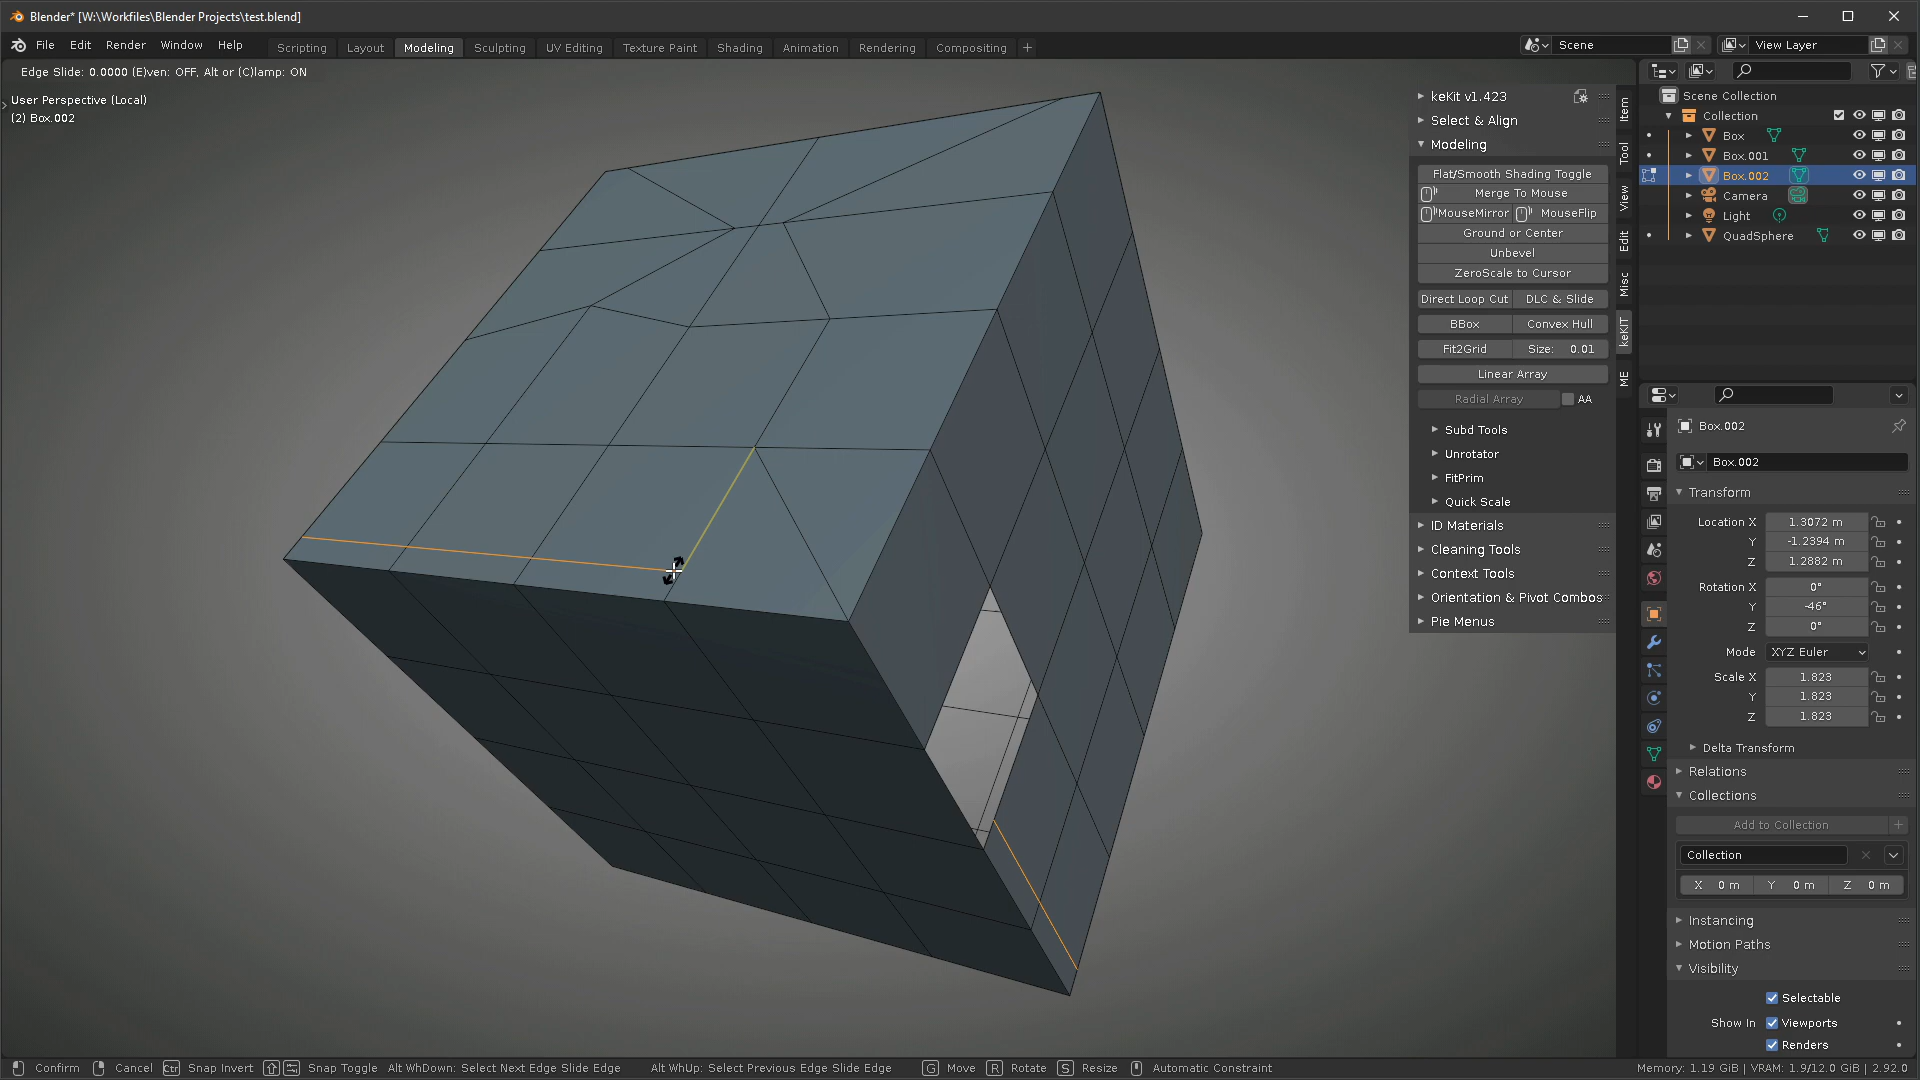 Blender* [W:\Workfiles\Blender Projects\test.blend]
File Edit Render Window Help
Scripting Layout Modeling Sculpting UV Editing Texture Paint Shading Animation Rendering Compositing +
Scene
View Layer
Edge Slide: 0.0000 (E)ven: OFF, Alt or (C)lamp: ON
User Perspective (Local)
(2) Box.002
keKit v1.423
Select & Align
Modeling
Flat/Smooth Shading Toggle
Merge To Mouse
MouseMirror MouseFlip
Ground or Center
Unbevel
ZeroScale to Cursor
Direct Loop Cut DLC & Slide
BBox Convex Hull
Fit2Grid Size: 0.01
Linear Array
Radial Array AA
Subd Tools
Unrotator
FitPrim
Quick Scale
ID Materials
Cleaning Tools
Context Tools
Orientation & Pivot Combos
Pie Menus
Item
Tool
View
Edit
Misc
keKIT
ME
Scene Collection
Collection
Box
Box.001
Box.002
Camera
Light
QuadSphere
Box.002
Box.002
Transform
Location X 1.3072 m
Y -1.2394 m
Z 1.2882 m
Rotation X 0°
Y -46°
Z 0°
Mode XYZ Euler
Scale X 1.823
Y 1.823
Z 1.823
Delta Transform
Relations
Collections
Add to Collection +
Collection
X 0 m Y 0 m Z 0 m
Instancing
Motion Paths
Visibility
Selectable
Show In Viewports
Renders
Confirm Cancel Ctrl Snap Invert Snap Toggle Alt WhDown: Select Next Edge Slide Edge Alt WhUp: Select Previous Edge Slide Edge G Move R Rotate S Resize Automatic Constraint
Memory: 1.19 GiB | VRAM: 1.9/12.0 GiB | 2.92.0